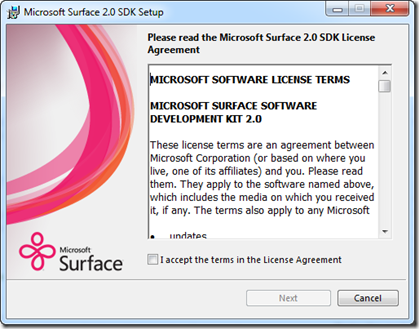 Microsoft Surface 2.0 SDK Setup
Please read the Microsoft Surface 2.0 SDK License
Agreement
MICROSOFT SOFTWARE LICENSE TERMS
MICROSOFT SURFACE SOFTWARE
DEVELOPMENT KIT 2.0
These license terms are an agreement between
Microsoft Corporation (or based on where you
live, one of its affiliates) and you. Please read
them. They apply to the software named above,
which includes the media on which you received
it, if any. The terms also apply to any Microsoft
• updates
Microsoft
Surface
I accept the terms in the License Agreement
Next
Cancel